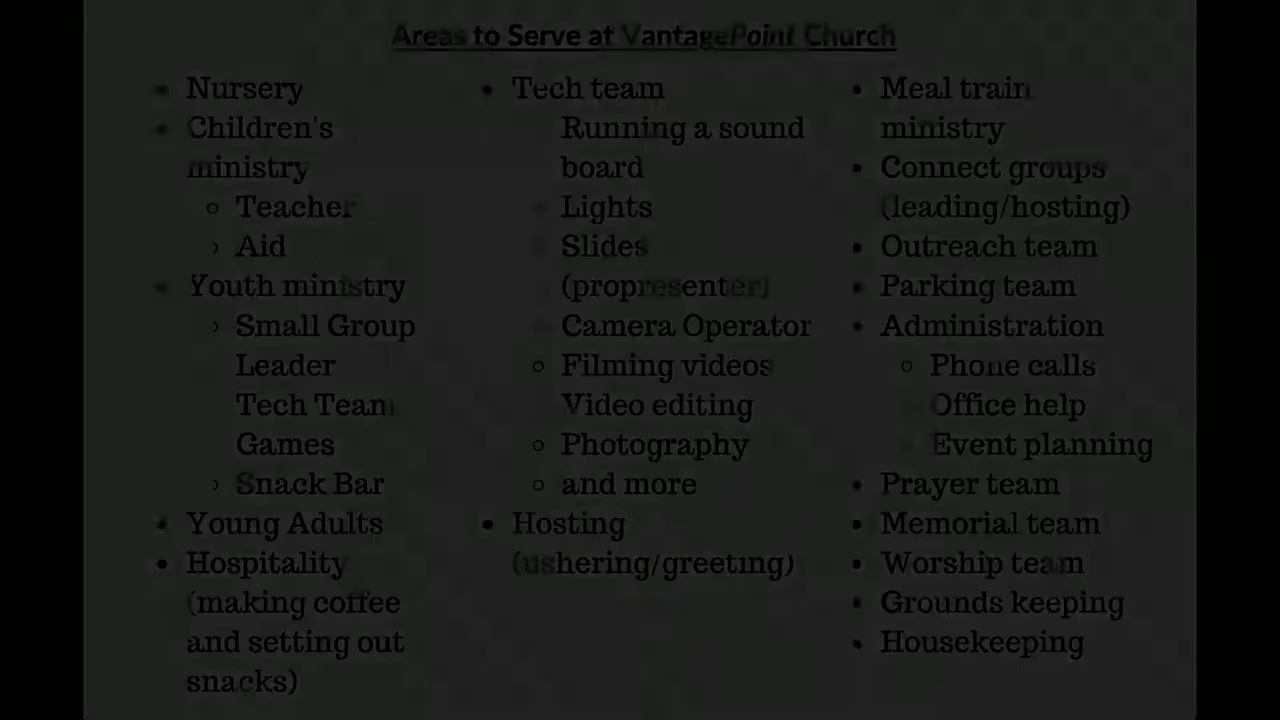 Areas to Serve at VantagePoint Church
Nursery
Children's
ministry
Teacher
Aid
Youth ministry
Small Group
Leader
Tech Team
Games
Snack Bar
Young Adults
Hospitality
(making coffee
and setting out
snacks)
Tech team
Running a sound
board
Lights
Slides
(propresenter)
Camera Operator
Filming videos
Video editing
Photography
and more
Hosting
(ushering/greeting)
Meal train
ministry
Connect groups
(leading/hosting)
Outreach team
Parking team
Administration
Phone calls
Office help
Event planning
Prayer team
Memorial team
Worship team
Grounds keeping
Housekeeping